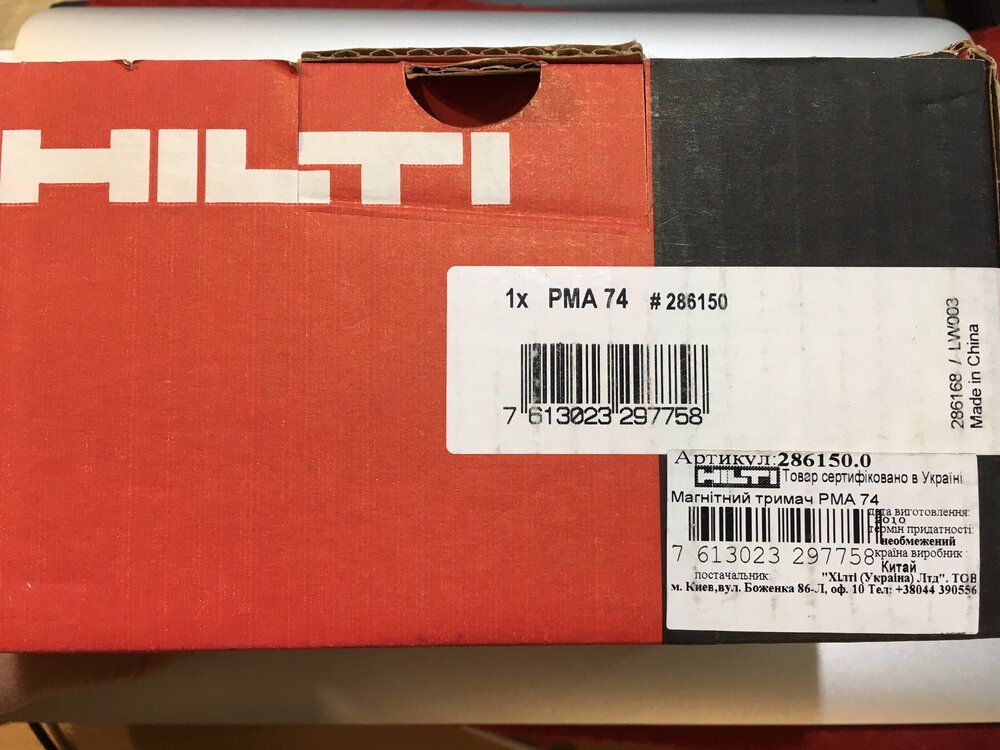 HILTI
1x PMA 74 # 286150
7 613023 297758
286168 / LW003
Made in China
Артикул:286150.0
HILTI Товар сертифіковано в Україні
Магнітний тримач PMA 74
дата виготовлення:
2010
термін придатності:
необмежений
7 613023 297758
країна виробник :
Китай
постачальник: "Хілті (Україна) Лтд". ТОВ
м. Киев,вул. Боженка 86-Л, оф. 10 Тел: +38044 390556